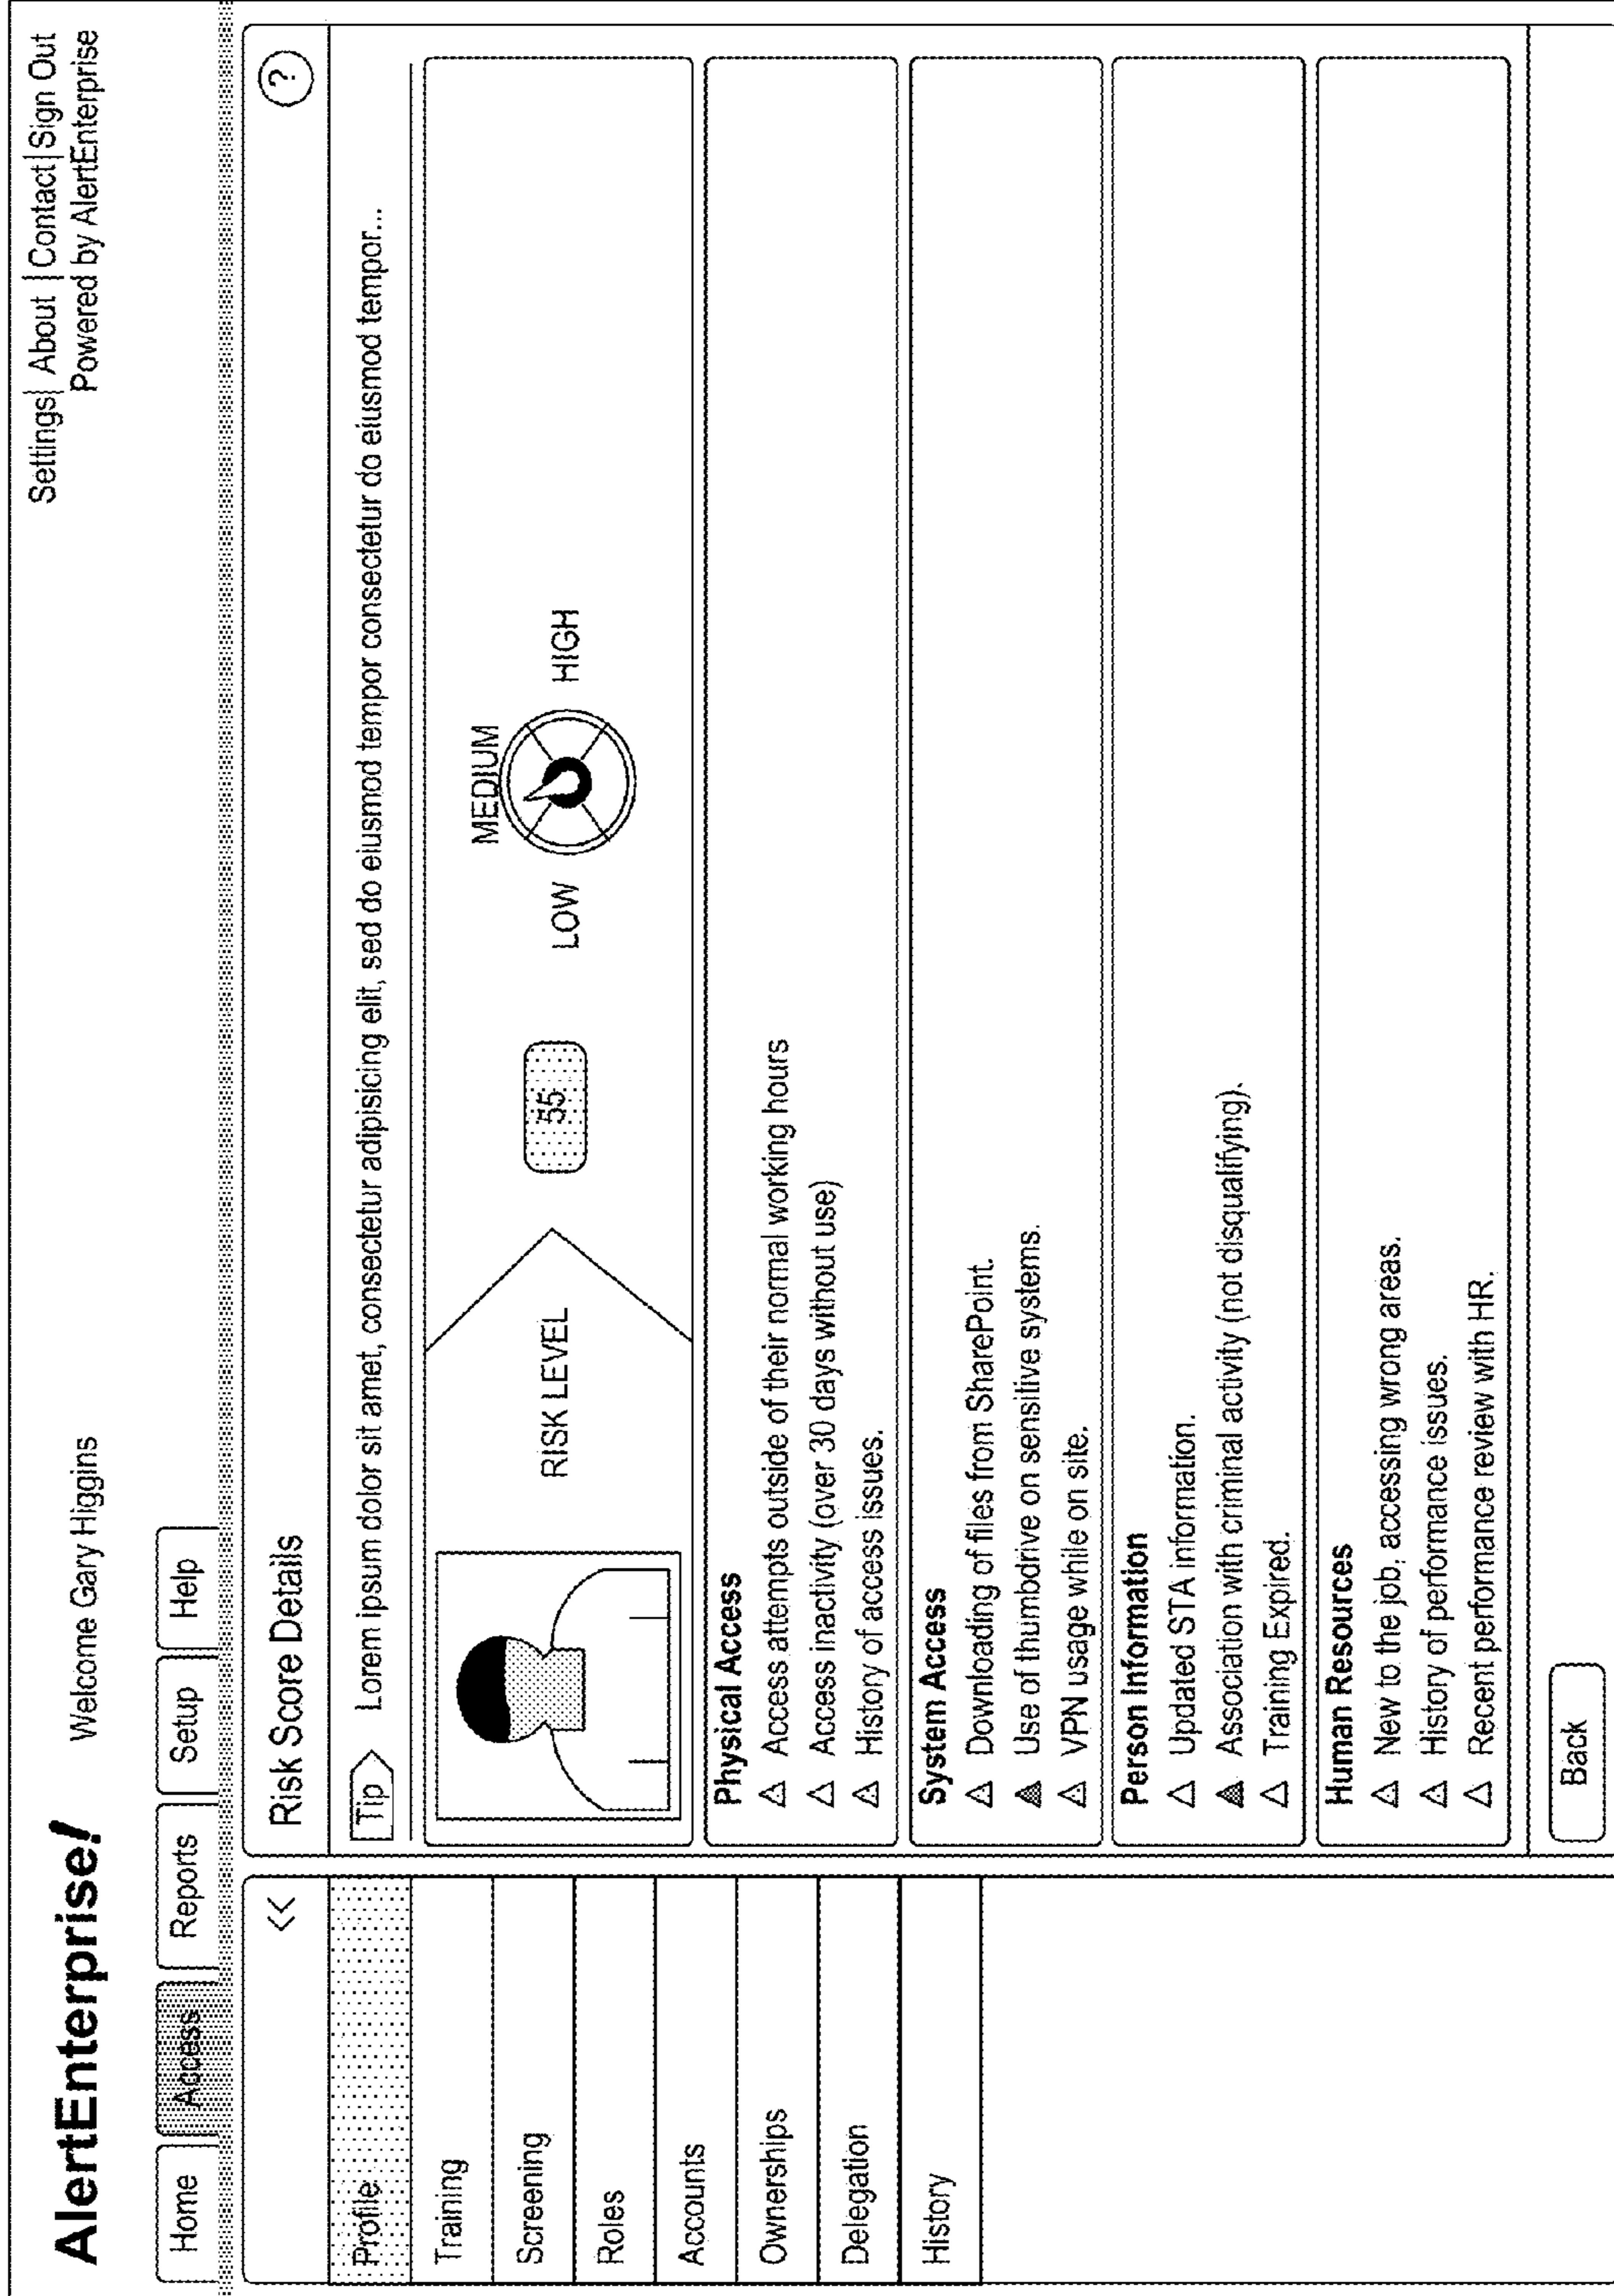 AlertEnterprise!
Welcome Gary Higgins
Settings| About |Contact|Sign Out
Powered by AlertEnterprise
Home
Access
Reports
Setup
Help
<<
Profile
Training
Screening
Roles
Accounts
Ownerships
Delegation
History
Risk Score Details
?
Tip
Lorem ipsum dolor sit amet, consectetur adipisicing elit, sed do eiusmod tempor consectetur do eiusmod tempor...
RISK LEVEL
55
LOW
MEDIUM
HIGH
Physical Access
Access attempts outside of their normal working hours
Access inactivity (over 30 days without use)
History of access issues.
System Access
Downloading of files from SharePoint.
Use of thumbdrive on sensitive systems.
VPN usage while on site.
Person Information
Updated STA information.
Association with criminal activity (not disqualifying).
Training Expired.
Human Resources
New to the job, accessing wrong areas.
History of performance issues.
Recent performance review with HR.
Back